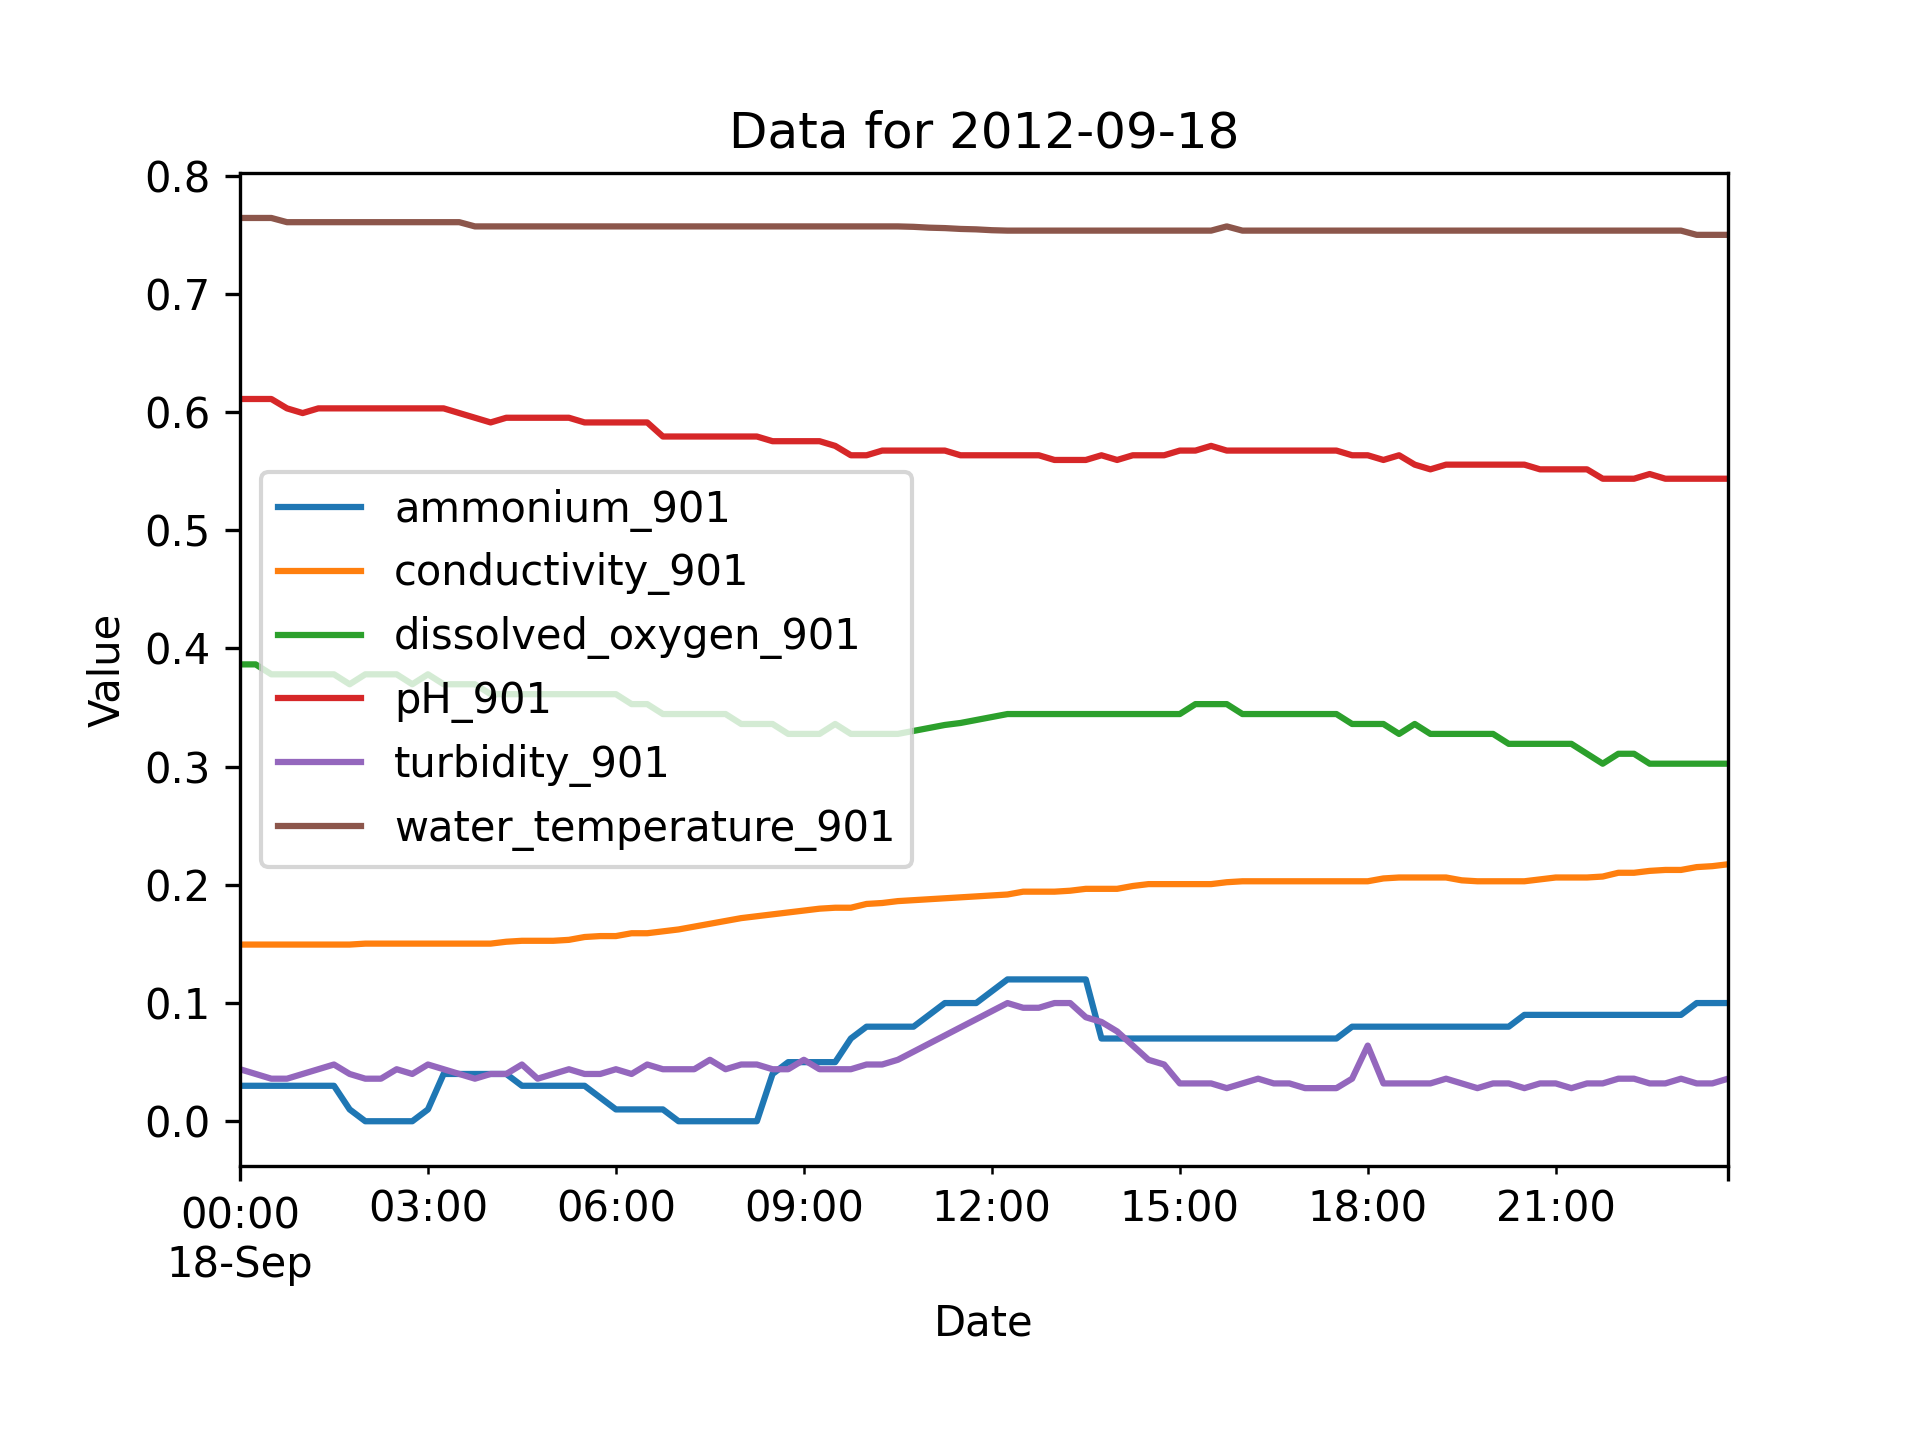 Data for 2012-09-18
Value
0.8
0.7
0.6
0.5
0.4
0.3
0.2
0.1
0.0
ammonium_901
conductivity_901
dissolved_oxygen_901
pH_901
turbidity_901
water_temperature_901
00:00 03:00 06:00 09:00 12:00 15:00 18:00 21:00
18-Sep
Date